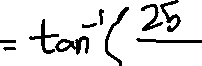 = tan⁻¹( 25